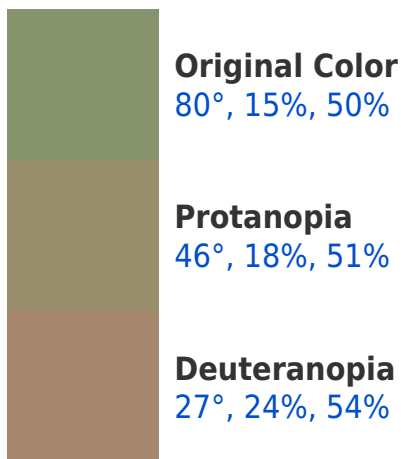 Original Color
80°, 15%, 50%
Protanopia
46°, 18%, 51%
Deuteranopia
27°, 24%, 54%